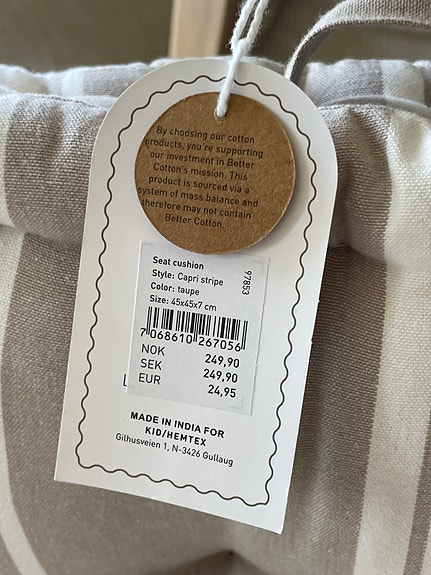 By choosing our cotton
products, you're supporting
our investment in Better
Cotton's mission. This
product is sourced via a
system of mass balance and
therefore may not contain
Better Cotton.
Seat cushion
Style: Capri stripe
Color: taupe
Size: 45x45x7 cm
97853
7 068610 267056
NOK 249,90
SEK 249,90
EUR 24,95
MADE IN INDIA FOR
KID/HEMTEX
Gilhusveien 1, N-3426 Gullaug